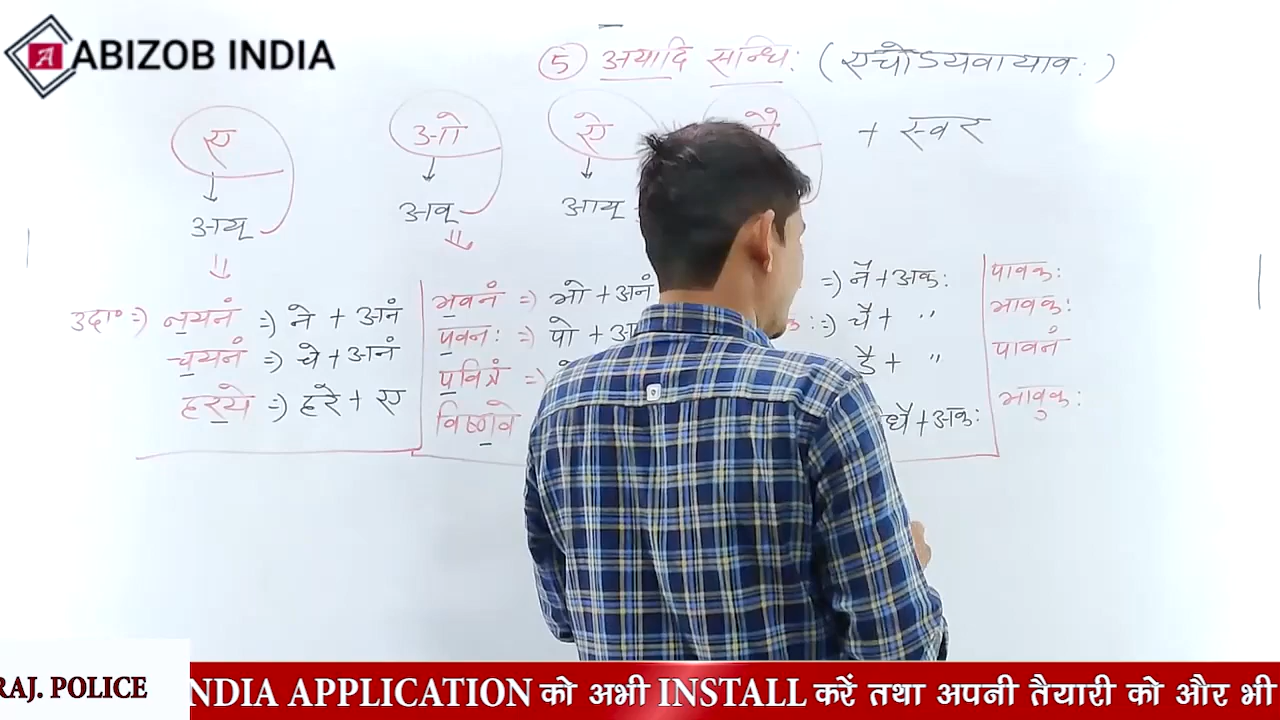 ABIZOB INDIA
A
⑤ अयादि सन्धिः (एचोऽयवायावः)
ए ओ ऐ + स्वर
↓ ↓ ↓
अय् अव् आय्
उदा० => नयनं => ने + अनं
चयनं => चे + अनं
हरये => हरे + ए
भवनं => भो + अनं
पवनः => पो + अ
पवित्रं =>
विष्णवे
=> नै + अकः
कः => चै + "
+ "
धै + अकः
पावकः
भावकः
पावनं
भावुकः
RAJ. POLICE
NDIA APPLICATION को अभी INSTALL करें तथा अपनी तैयारी को और भी